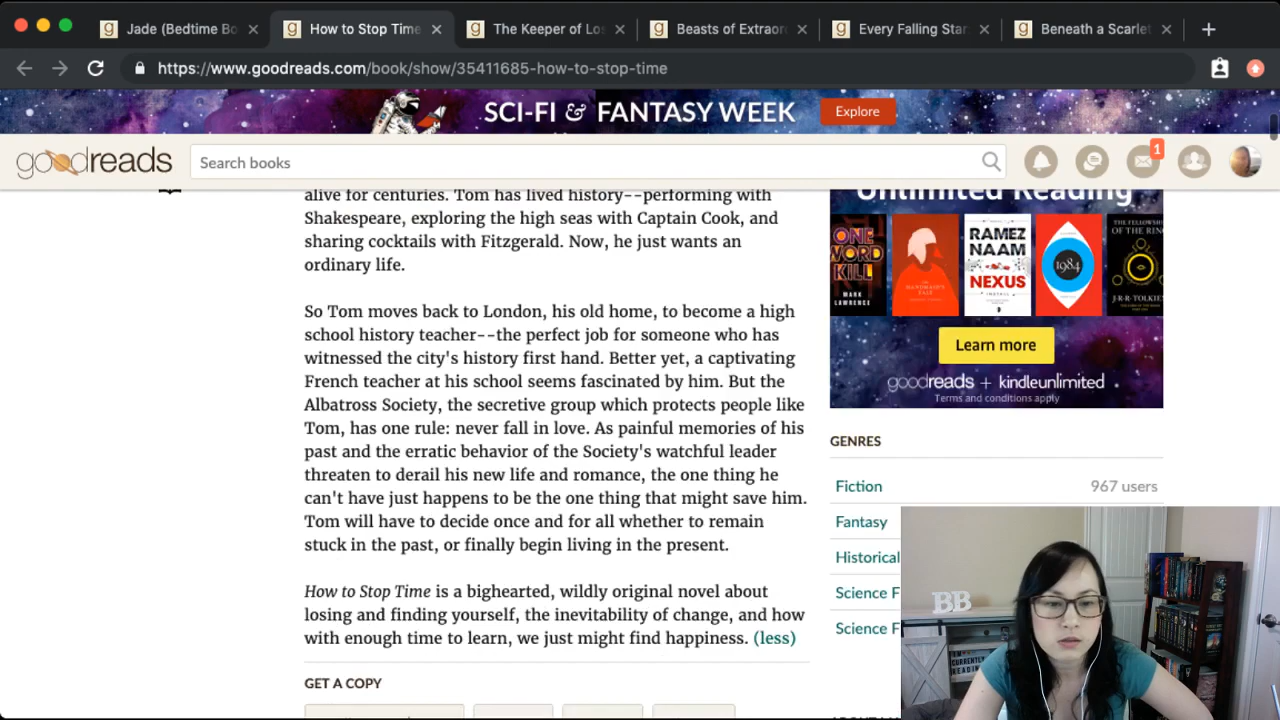 Jade (Bedtime Bo
How to Stop Time
The Keeper of Los
Beasts of Extraor
Every Falling Star
Beneath a Scarlet
https://www.goodreads.com/book/show/35411685-how-to-stop-time
SCI-FI & FANTASY WEEK
Explore
goodreads
Search books
1
alive for centuries. Tom has lived history--performing with
Shakespeare, exploring the high seas with Captain Cook, and
sharing cocktails with Fitzgerald. Now, he just wants an
ordinary life.
So Tom moves back to London, his old home, to become a high
school history teacher--the perfect job for someone who has
witnessed the city's history first hand. Better yet, a captivating
French teacher at his school seems fascinated by him. But the
Albatross Society, the secretive group which protects people like
Tom, has one rule: never fall in love. As painful memories of his
past and the erratic behavior of the Society's watchful leader
threaten to derail his new life and romance, the one thing he
can't have just happens to be the one thing that might save him.
Tom will have to decide once and for all whether to remain
stuck in the past, or finally begin living in the present.
How to Stop Time is a bighearted, wildly original novel about
losing and finding yourself, the inevitability of change, and how
with enough time to learn, we just might find happiness. (less)
GET A COPY
Unlimited Reading
ONE
WORD
KILL
MARK
LAWRENCE
RAMEZ
NAAM
NEXUS
1984
THE FELLOWSHIP
OF THE RING
J·R·R·TOLKIEN
Learn more
goodreads + kindleunlimited
Terms and conditions apply
GENRES
Fiction
967 users
Fantasy
Historical
Science F
Science F
BB
CURRENTLY
READING